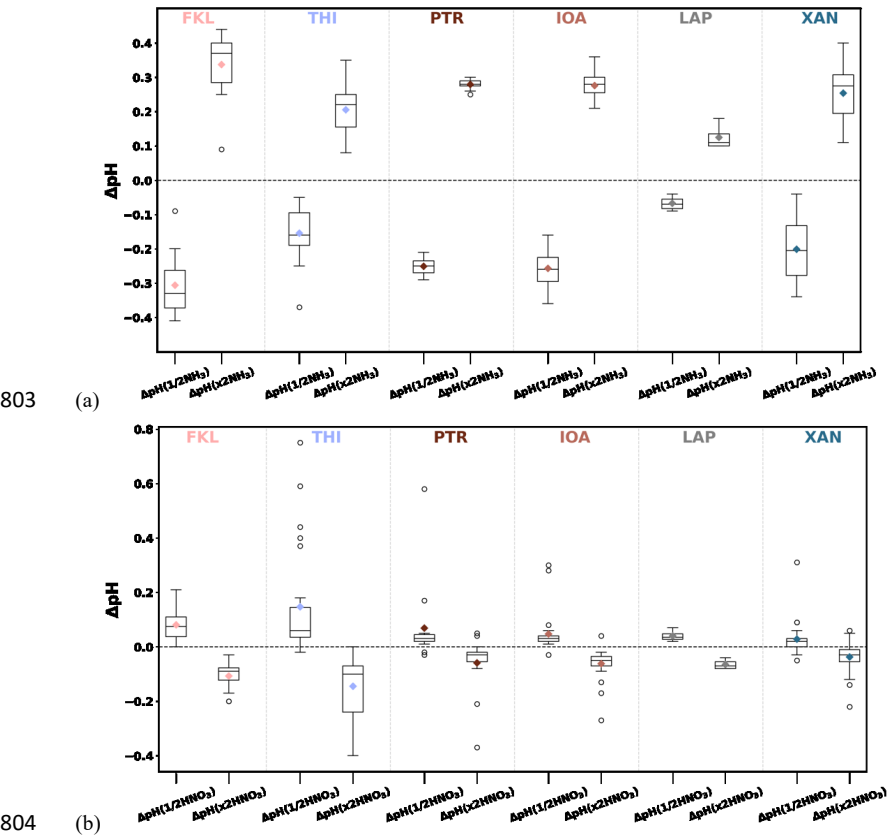 FKL THI PTR IOA LAP XAN
0.4
0.3
0.2
0.1
0.0
−0.1
−0.2
−0.3
−0.4
ΔpH
ΔpH(1/2NH₃) ΔpH(x2NH₃) ΔpH(1/2NH₃) ΔpH(x2NH₃) ΔpH(1/2NH₃) ΔpH(x2NH₃) ΔpH(1/2NH₃) ΔpH(x2NH₃) ΔpH(1/2NH₃) ΔpH(x2NH₃) ΔpH(1/2NH₃) ΔpH(x2NH₃)
803 (a)
FKL THI PTR IOA LAP XAN
0.8
0.6
0.4
0.2
0.0
−0.2
−0.4
ΔpH
ΔpH(1/2HNO₃) ΔpH(x2HNO₃) ΔpH(1/2HNO₃) ΔpH(x2HNO₃) ΔpH(1/2HNO₃) ΔpH(x2HNO₃) ΔpH(1/2HNO₃) ΔpH(x2HNO₃) ΔpH(1/2HNO₃) ΔpH(x2HNO₃) ΔpH(1/2HNO₃) ΔpH(x2HNO₃)
804 (b)